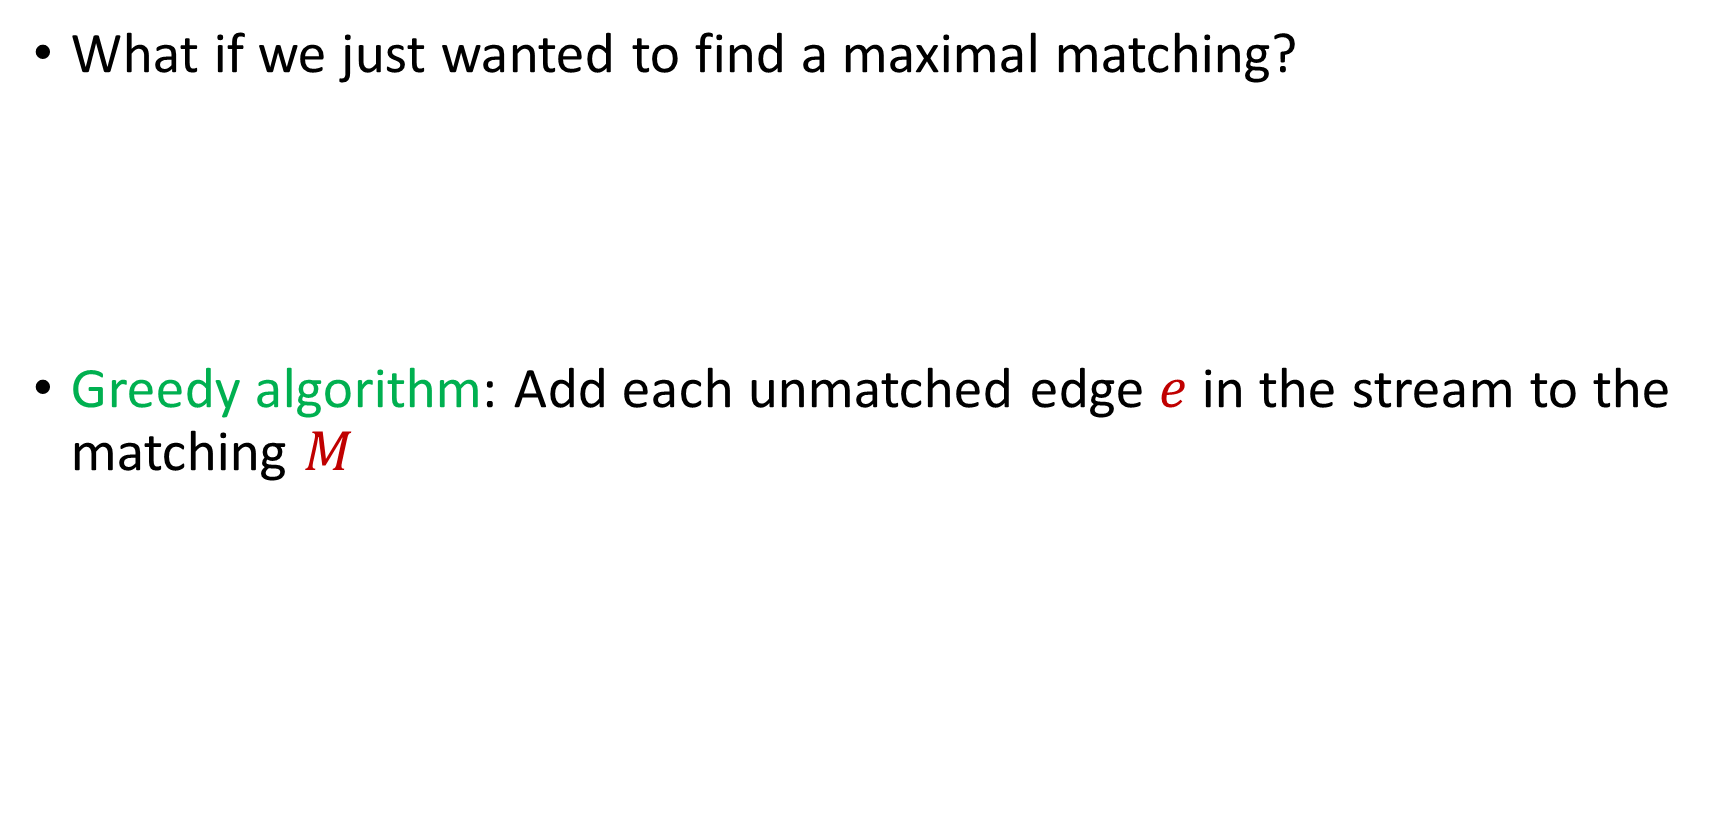 • What if we just wanted to find a maximal matching?
• Greedy algorithm: Add each unmatched edge e in the stream to the
matching M